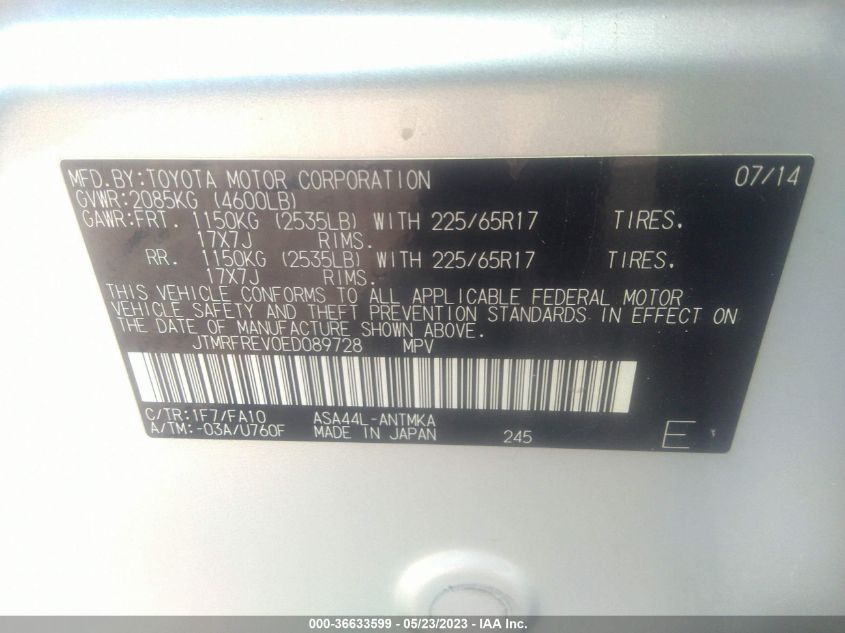 MFD.BY:TOYOTA MOTOR CORPORATION 07/14
GVWR:2085KG (4600LB)
GAWR:FRT. 1150KG (2535LB) WITH 225/65R17 TIRES.
17X7J RIMS.
RR. 1150KG (2535LB) WITH 225/65R17 TIRES.
17X7J RIMS.
THIS VEHICLE CONFORMS TO ALL APPLICABLE FEDERAL MOTOR
VEHICLE SAFETY AND THEFT PREVENTION STANDARDS IN EFFECT ON
THE DATE OF MANUFACTURE SHOWN ABOVE.
JTMRFREV0ED089728 MPV
C/TR:1F7/FA10 ASA44L-ANTMKA
A/TM:-03A/U760F MADE IN JAPAN 245 E
000-36633599 - 05/23/2023 - IAA Inc.